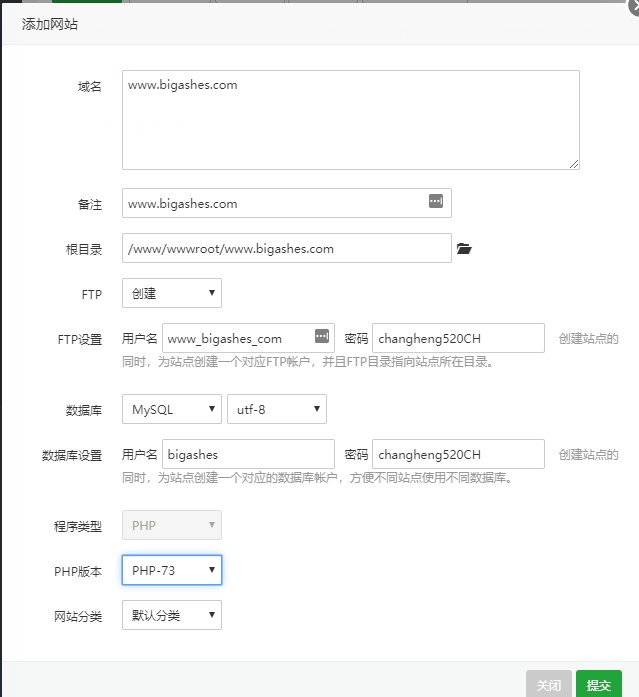 添加网站
域名 www.bigashes.com
备注 www.bigashes.com
根目录 /www/wwwroot/www.bigashes.com
FTP 创建
FTP设置 用户名 www_bigashes_com 密码 changheng520CH 创建站点的
同时，为站点创建一个对应FTP帐户，并且FTP目录指向站点所在目录。
数据库 MySQL utf-8
数据库设置 用户名 bigashes 密码 changheng520CH 创建站点的
同时，为站点创建一个对应的数据库帐户，方便不同站点使用不同数据库。
程序类型 PHP
PHP版本 PHP-73
网站分类 默认分类
关闭 提交